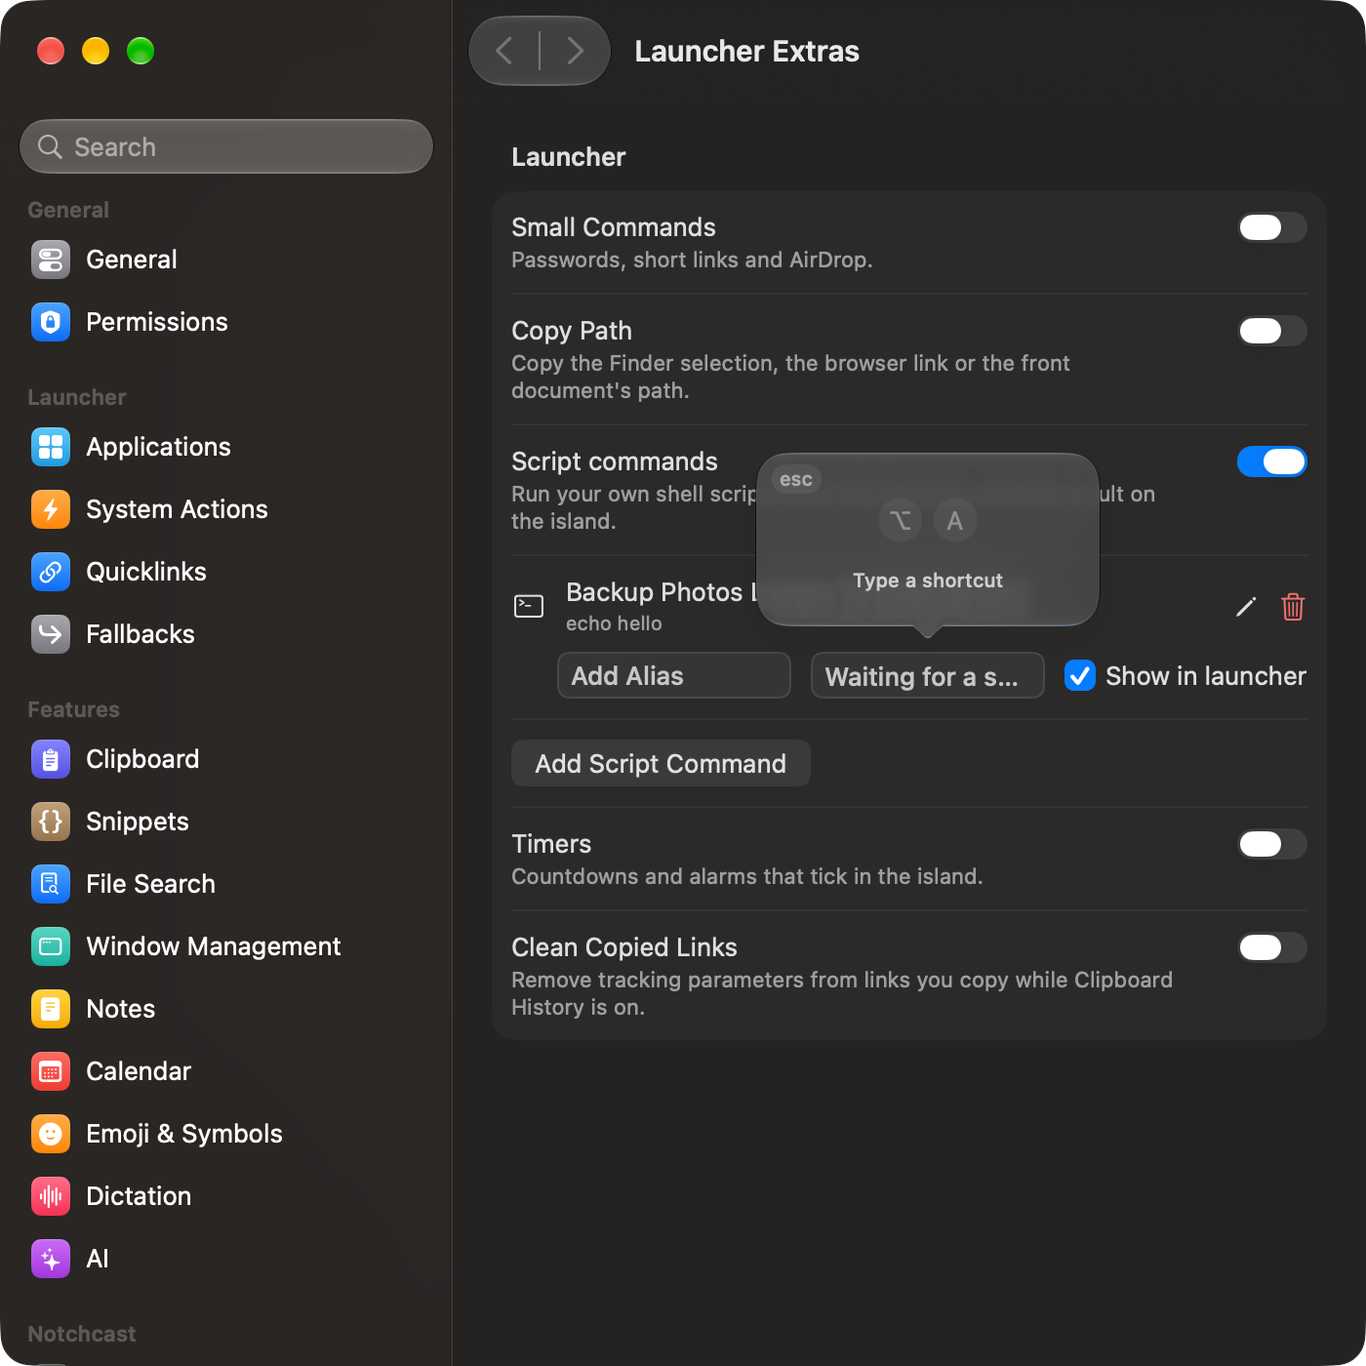 Launcher Extras
Search
General
General
Permissions
Launcher
Applications
System Actions
Quicklinks
Fallbacks
Features
Clipboard
Snippets
File Search
Window Management
Notes
Calendar
Emoji & Symbols
Dictation
AI
Notchcast
Launcher
Small Commands
Passwords, short links and AirDrop.
Copy Path
Copy the Finder selection, the browser link or the front
document's path.
Script commands
Run your own shell
the island.
esc
⌥ A
Type a shortcut
Backup Photos
echo hello
Add Alias
Waiting for a s...
Show in launcher
Add Script Command
Timers
Countdowns and alarms that tick in the island.
Clean Copied Links
Remove tracking parameters from links you copy while Clipboard
History is on.